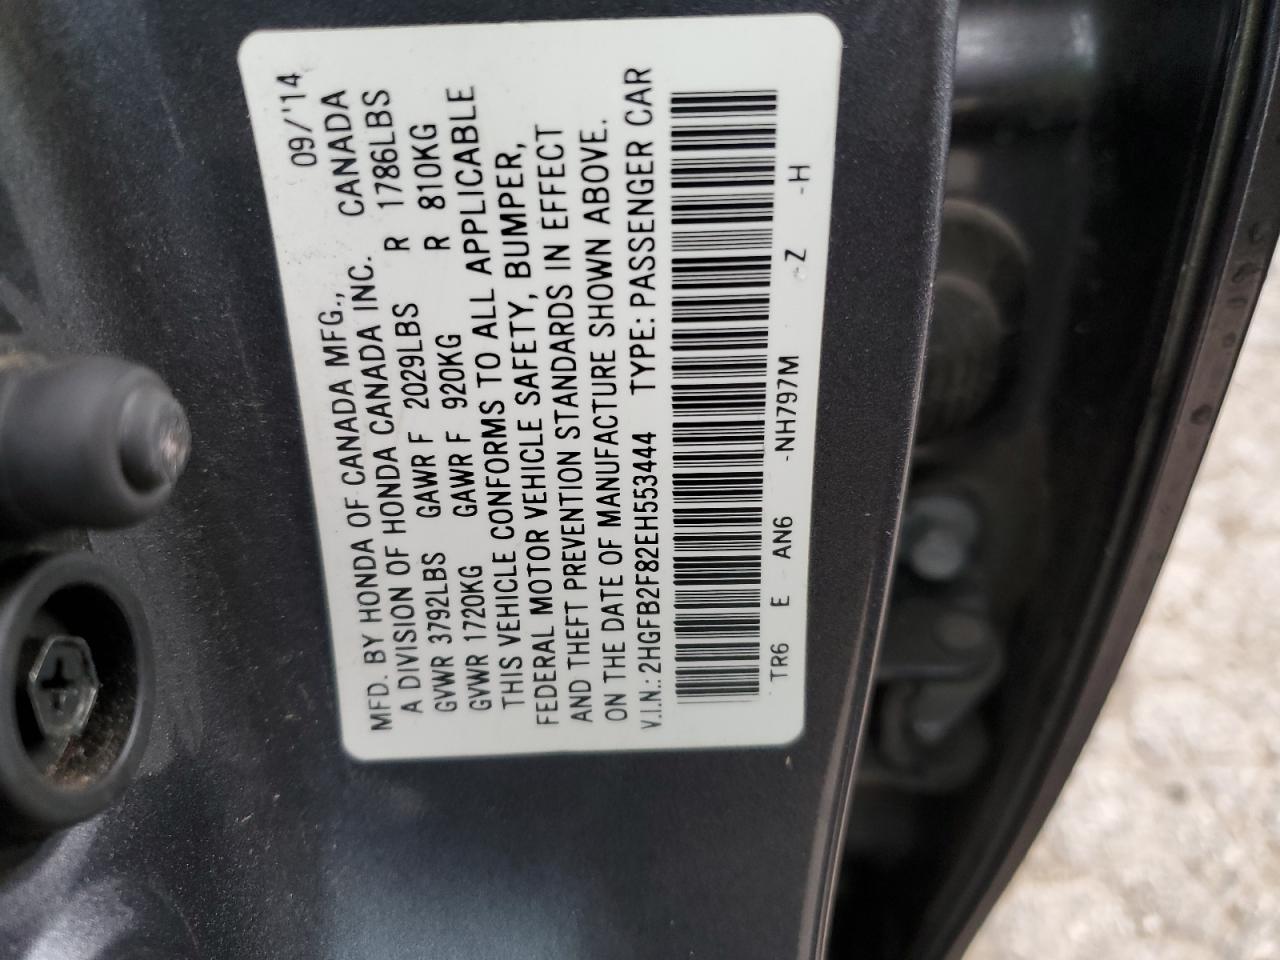 MFD. BY HONDA OF CANADA MFG., 09/'14
A DIVISION OF HONDA CANADA INC. CANADA
GVWR 3792LBS GAWR F 2029LBS R 1786LBS
GVWR 1720KG GAWR F 920KG R 810KG
THIS VEHICLE CONFORMS TO ALL APPLICABLE
FEDERAL MOTOR VEHICLE SAFETY, BUMPER,
AND THEFT PREVENTION STANDARDS IN EFFECT
ON THE DATE OF MANUFACTURE SHOWN ABOVE.
V.I.N.: 2HGFB2F82EH553444 TYPE: PASSENGER CAR
TR6 E - AN6 -NH797M -Z -H